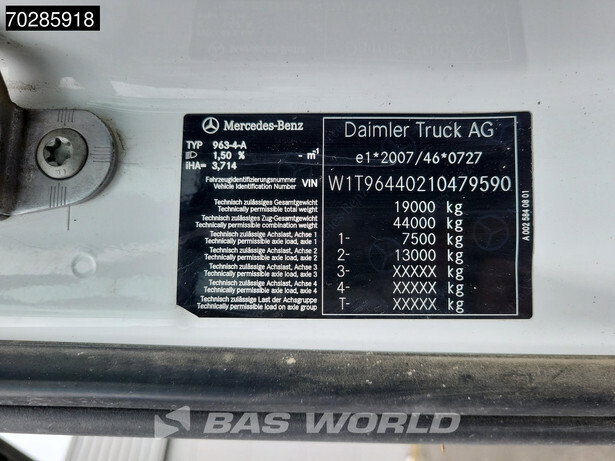 70285918
Mercedes-Benz
Daimler Truck AG
TYP 963-4-A
1,50 % - m-1
iHA= 3,714
e1*2007/46*0727
Fahrzeugidentifizierungsnummer
Vehicle Identification Number VIN W1T96440210479590
Technisch zulässiges Gesamtgewicht
Technically permissible total weight 19000 kg
Technisch zulässiges Zug-Gesamtgewicht
Technically permissible combination weight 44000 kg
Technisch zulässige Achslast, Achse 1
Technically permissible axle load, axle 1 1- 7500 kg
Technisch zulässige Achslast, Achse 2
Technically permissible axle load, axle 2 2- 13000 kg
Technisch zulässige Achslast, Achse 3
Technically permissible axle load, axle 3 3- XXXXX kg
Technisch zulässige Achslast, Achse 4
Technically permissible axle load, axle 4 4- XXXXX kg
Technisch zulässige Last der Achsgruppe
Technically permissible load on axle group T- XXXXX kg
A 002 584 08 01
BAS WORLD